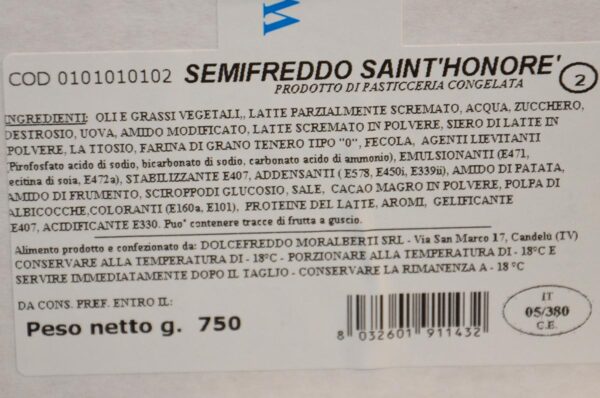 COD 0101010102 SEMIFREDDO SAINT'HONORE' 2
PRODOTTO DI PASTICCERIA CONGELATA
INGREDIENTI: OLI E GRASSI VEGETALI,, LATTE PARZIALMENTE SCREMATO, ACQUA, ZUCCHERO,
DESTROSIO, UOVA, AMIDO MODIFICATO, LATTE SCREMATO IN POLVERE, SIERO DI LATTE IN
POLVERE, LA TTOSIO, FARINA DI GRANO TENERO TIPO "0", FECOLA, AGENTI LIEVITANTI
(Pirofosfato acido di sodio, bicarbonato di sodio, carbonato acido di ammonio), EMULSIONANTI (E471,
lecitina di soia, E472a), STABILIZZANTE E407, ADDENSANTI ( E578, E450i, E339ii), AMIDO DI PATATA,
AMIDO DI FRUMENTO, SCIROPPODI GLUCOSIO, SALE, CACAO MAGRO IN POLVERE, POLPA DI
ALBICOCCHE,COLORANTI (E160a, E101), PROTEINE DEL LATTE, AROMI, GELIFICANTE
E407, ACIDIFICANTE E330. Puo' contenere tracce di frutta a guscio.
Alimento prodotto e confezionato da: DOLCEFREDDO MORALBERTI SRL - Via San Marco 17, Candelù (TV)
CONSERVARE ALLA TEMPERATURA DI - 18°C - PORZIONARE ALLA TEMPERATURA DI - 18°C E
SERVIRE IMMEDIATAMENTE DOPO IL TAGLIO - CONSERVARE LA RIMANENZA A - 18 °C
DA CONS. PREF. ENTRO IL:
Peso netto g. 750
8 032601 911432
IT
05/380
C.E.